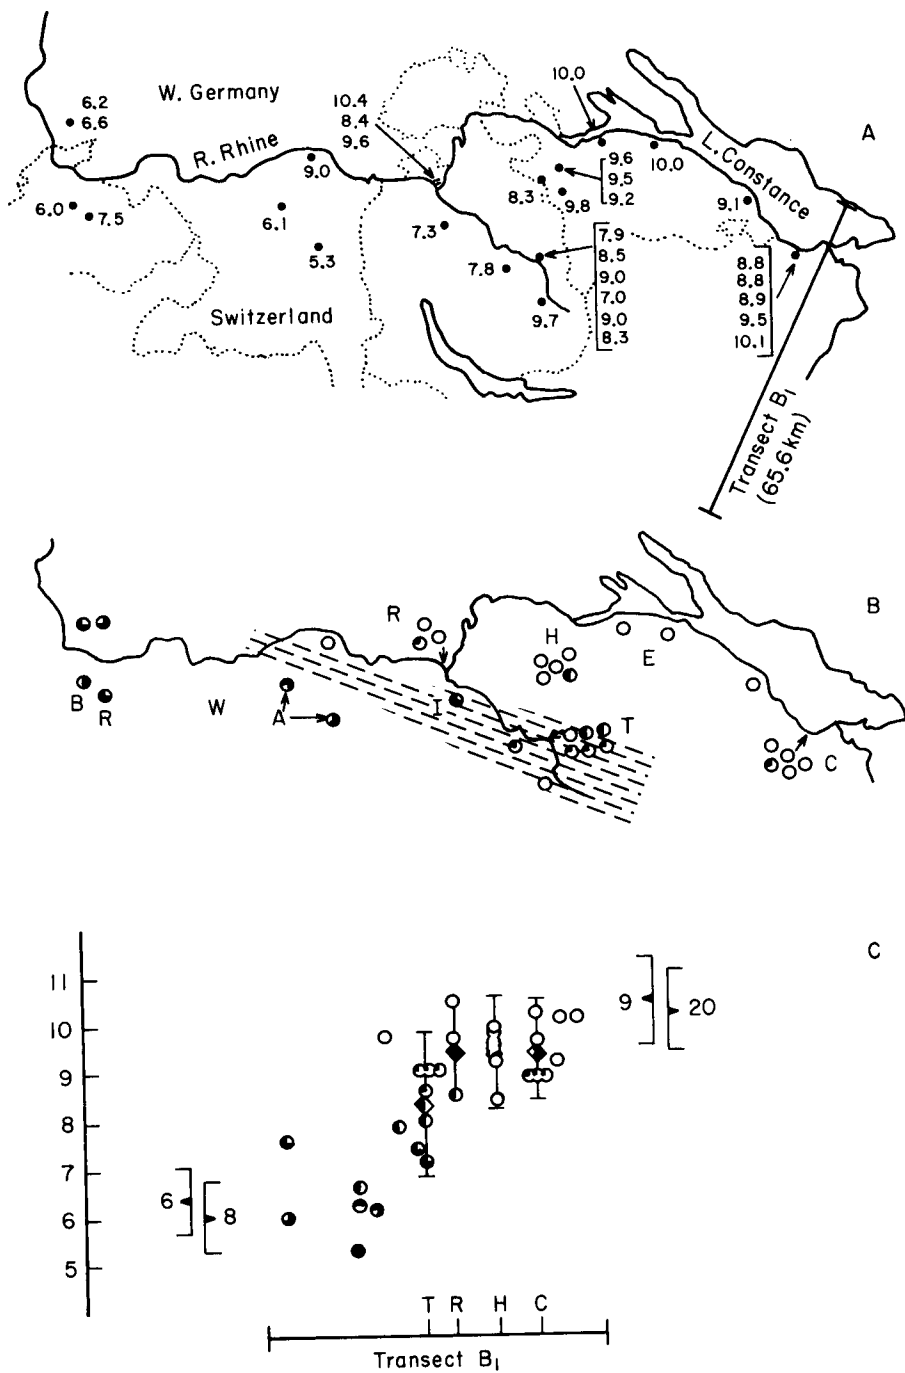 W. Germany
R. Rhine
A
L. Constance
6.2
6.6
10.4
8.4
9.6
10.0
9.0
9.6
9.5
9.2
10.0
8.3
9.8
6.0
7.5
6.1
7.3
9.1
5.3
7.9
8.5
9.0
7.0
9.0
8.3
7.8
9.7
8.8
8.8
8.9
9.5
10.1
Switzerland
Transect B1
(65.6 km)
B
R
H
E
B
R
W
A
I
T
C
C
11
10
9
8
7
6
5
9
20
6
8
T R H C
Transect B1